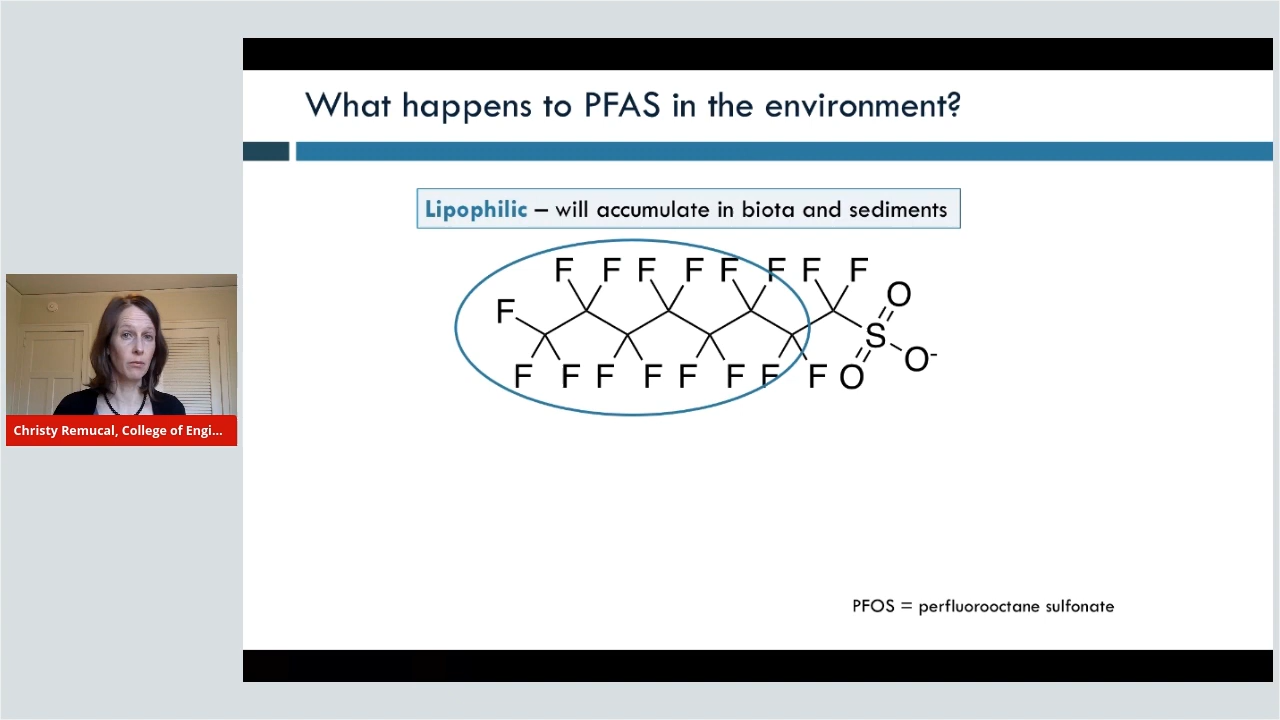 What happens to PFAS in the environment?
Lipophilic – will accumulate in biota and sediments
F F F F F F F F
F O
S
O-
F F F F F F F F O
Christy Remucal, College of Engi...
PFOS = perfluorooctane sulfonate